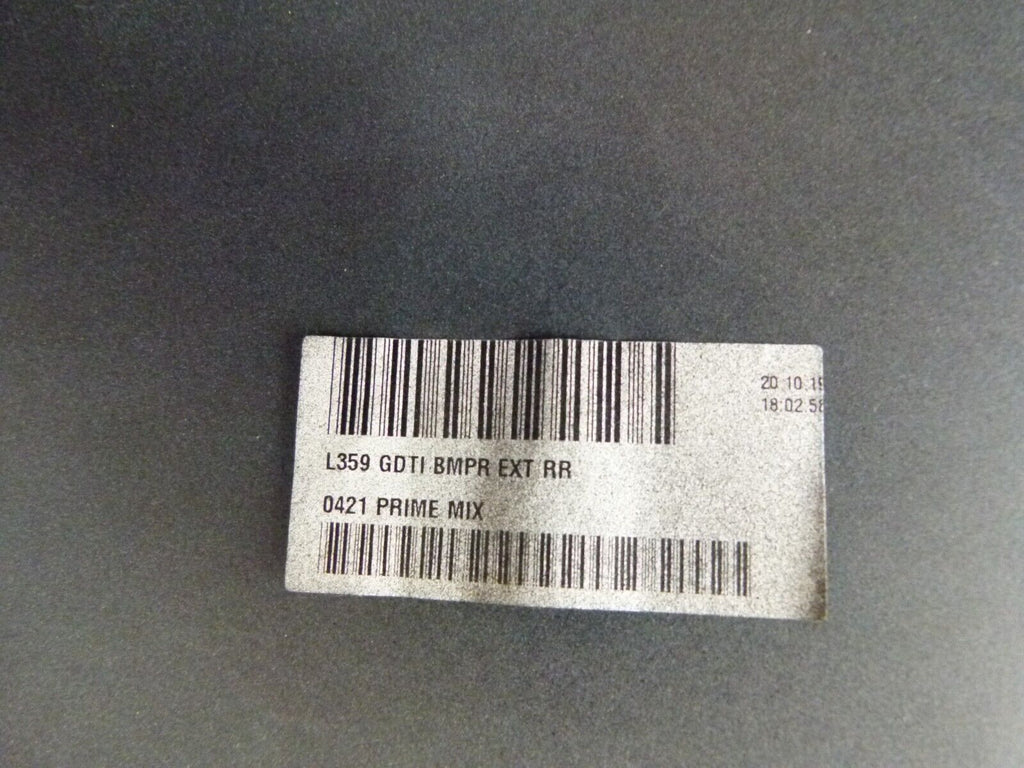 20 10 19
18:02.58
L359 GDTI BMPR EXT RR
0421 PRIME MIX